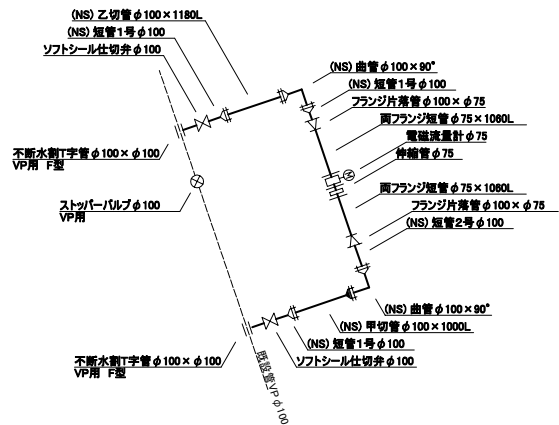 (NS) 乙切管φ100×1180L
(NS) 短管1号φ100
ソフトシール仕切弁φ100
(NS) 曲管φ100×90°
(NS) 短管1号φ100
フランジ片落管φ100×φ75
両フランジ短管φ75×1060L
電磁流量計φ75
伸縮管φ75
不断水割T字管φ100×φ100
VP用 F型
ストッパーバルブφ100
VP用
両フランジ短管φ75×1060L
フランジ片落管φ100×φ75
(NS) 短管2号φ100
(NS) 曲管φ100×90°
(NS) 甲切管φ100×1000L
(NS) 短管1号φ100
ソフトシール仕切弁φ100
不断水割T字管φ100×φ100
VP用 F型
既設管VPφ100
M